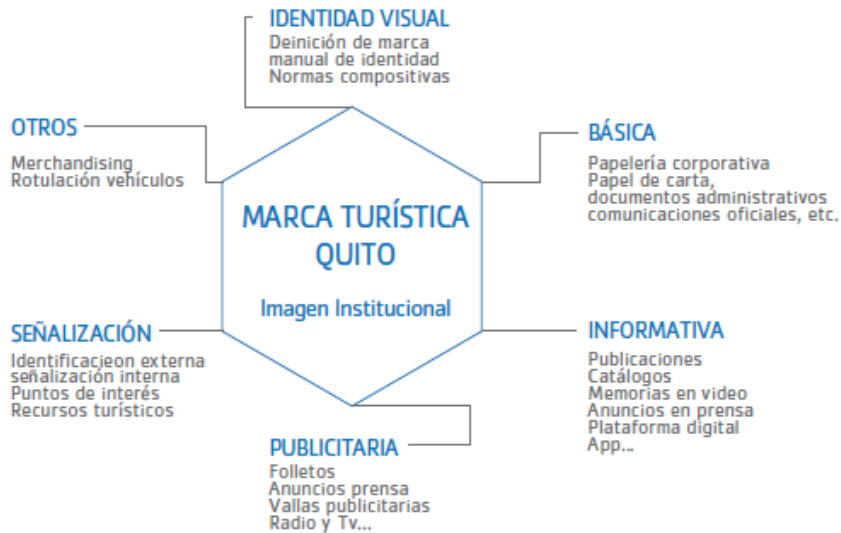 IDENTIDAD VISUAL
Deinición de marca
manual de identidad
Normas compositivas
OTROS
Merchandising
Rotulación vehículos
BÁSICA
Papelería corporativa
Papel de carta,
documentos administrativos
comunicaciones oficiales, etc.
MARCA TURÍSTICA
QUITO
Imagen Institucional
SEÑALIZACIÓN
Identificacieon externa
señalización interna
Puntos de interés
Recursos turísticos
INFORMATIVA
Publicaciones
Catálogos
Memorias en video
Anuncios en prensa
Plataforma digital
App...
PUBLICITARIA
Folletos
Anuncios prensa
Vallas publicitarias
Radio y Tv...